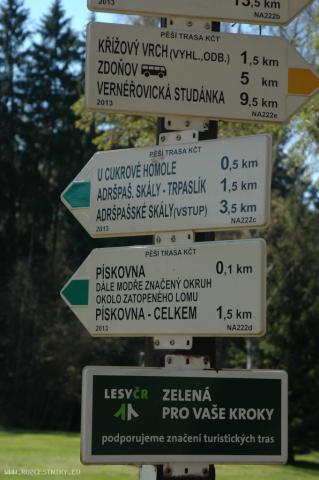 13,5 km
NA222b
PĚŠÍ TRASA KČT
KŘÍŽOVÝ VRCH (VYHL.,ODB.) 1,5 km
ZDOŇOV 5 km
VERNÉŘOVICKÁ STUDÁNKA 9,5 km
2013 NA222e
PĚŠÍ TRASA KČT
U CUKROVÉ HOMOLE 0,5 km
ADRŠPAŠ. SKÁLY - TRPASLÍK 1,5 km
ADRŠPAŠSKÉ SKÁLY (VSTUP) 3,5 km
2013 NA222c
PĚŠÍ TRASA KČT
PÍSKOVNA 0,1 km
DÁLE MODŘE ZNAČENÝ OKRUH
OKOLO ZATOPENÉHO LOMU
PÍSKOVNA - CELKEM 1,5 km
2013 NA222d
LESY ČR ZELENÁ
PRO VAŠE KROKY
podporujeme značení turistických tras
WWW.ROZCESTNIKY.EU